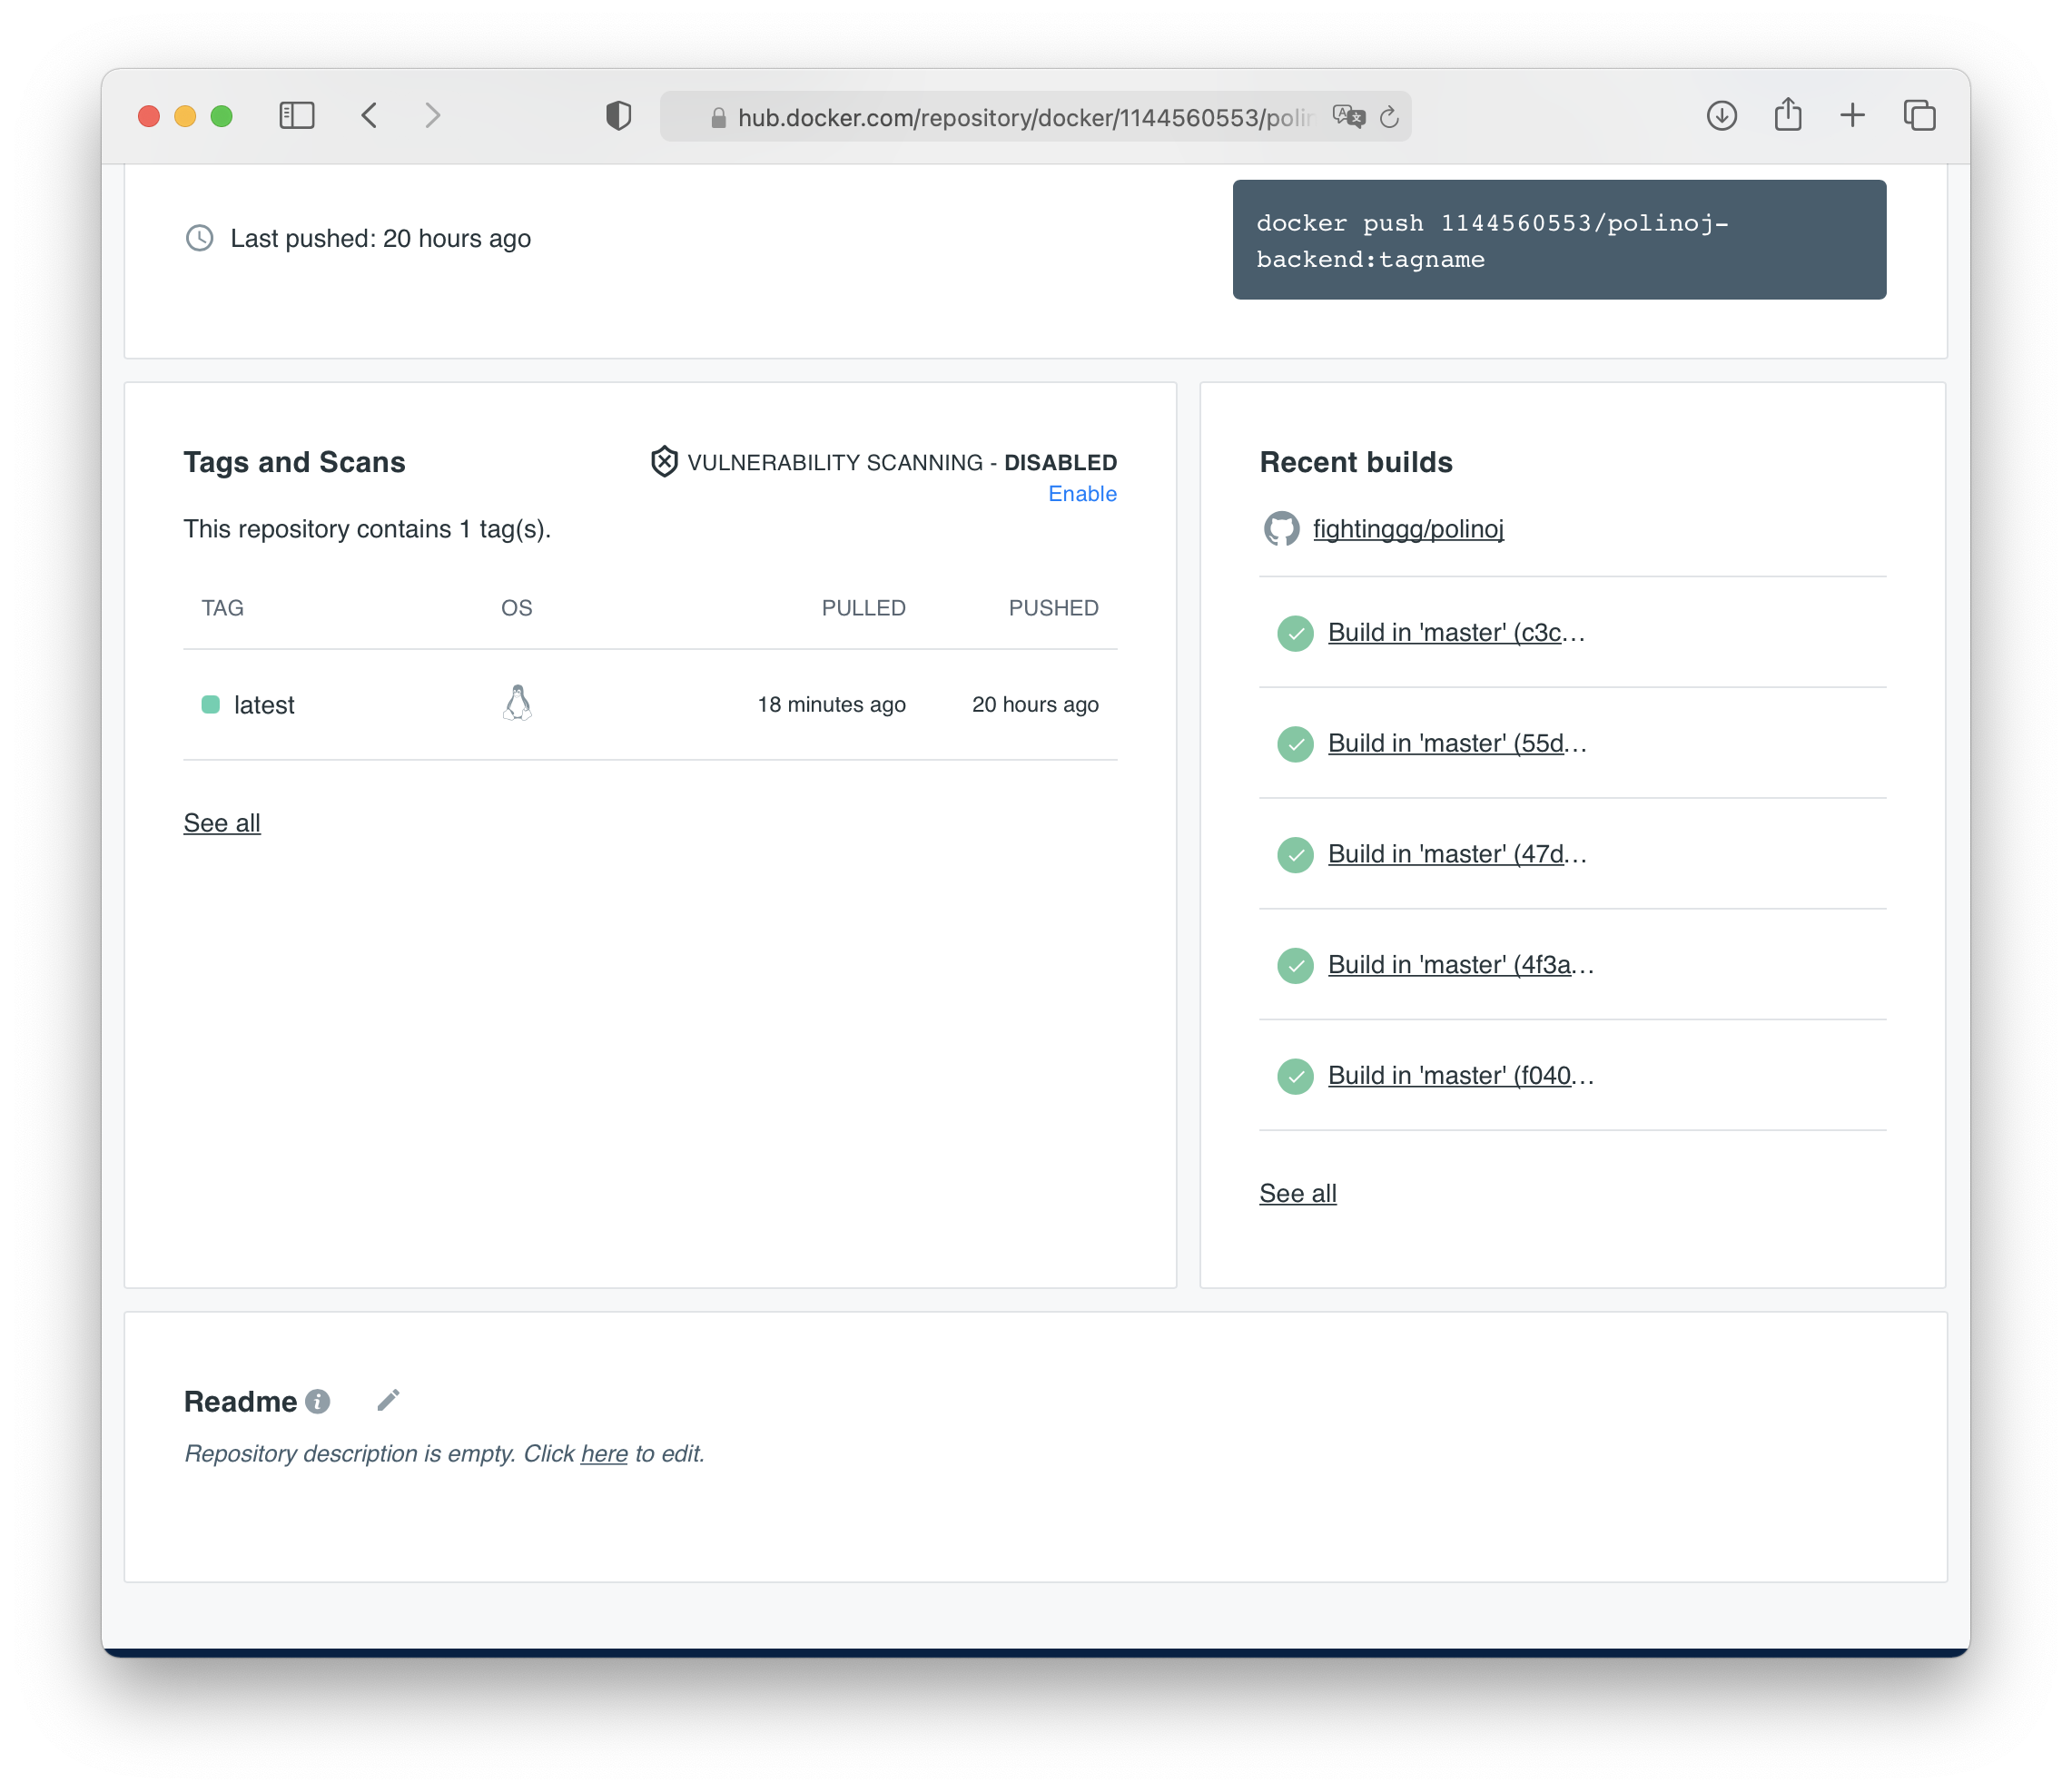 hub.docker.com/repository/docker/1144560553/polin
Last pushed: 20 hours ago
docker push 1144560553/polinoj-
backend:tagname
Tags and Scans
VULNERABILITY SCANNING - DISABLED
Enable
This repository contains 1 tag(s).
TAG OS PULLED PUSHED
latest 18 minutes ago 20 hours ago
See all
Recent builds
fightinggg/polinoj
Build in 'master' (c3c...
Build in 'master' (55d...
Build in 'master' (47d...
Build in 'master' (4f3a...
Build in 'master' (f040...
See all
Readme
Repository description is empty. Click here to edit.